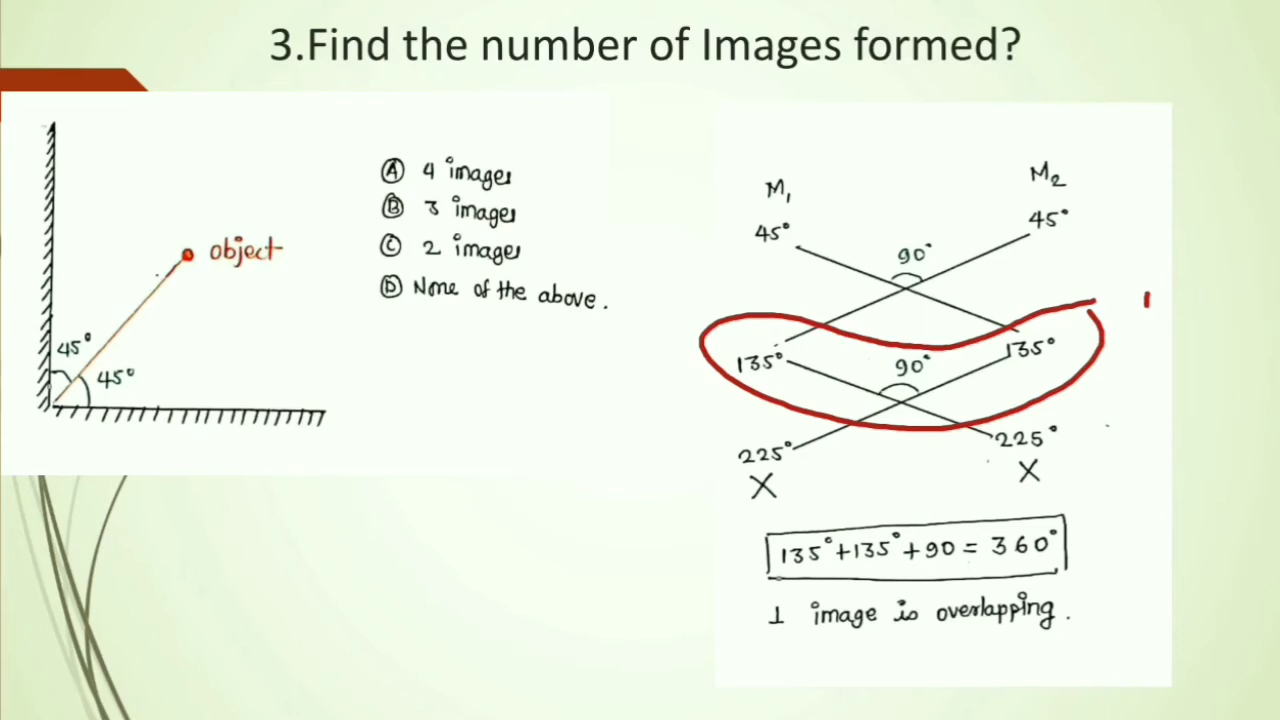 3.Find the number of Images formed?
Ⓐ 4 images
Ⓑ 3 images
Ⓒ 2 images
Ⓓ None of the above.
object
45°
45°
M₁ M₂
45° 45°
90°
135° 135°
90°
225° 225°
X X
135°+135°+90 = 360°
1 image is overlapping.